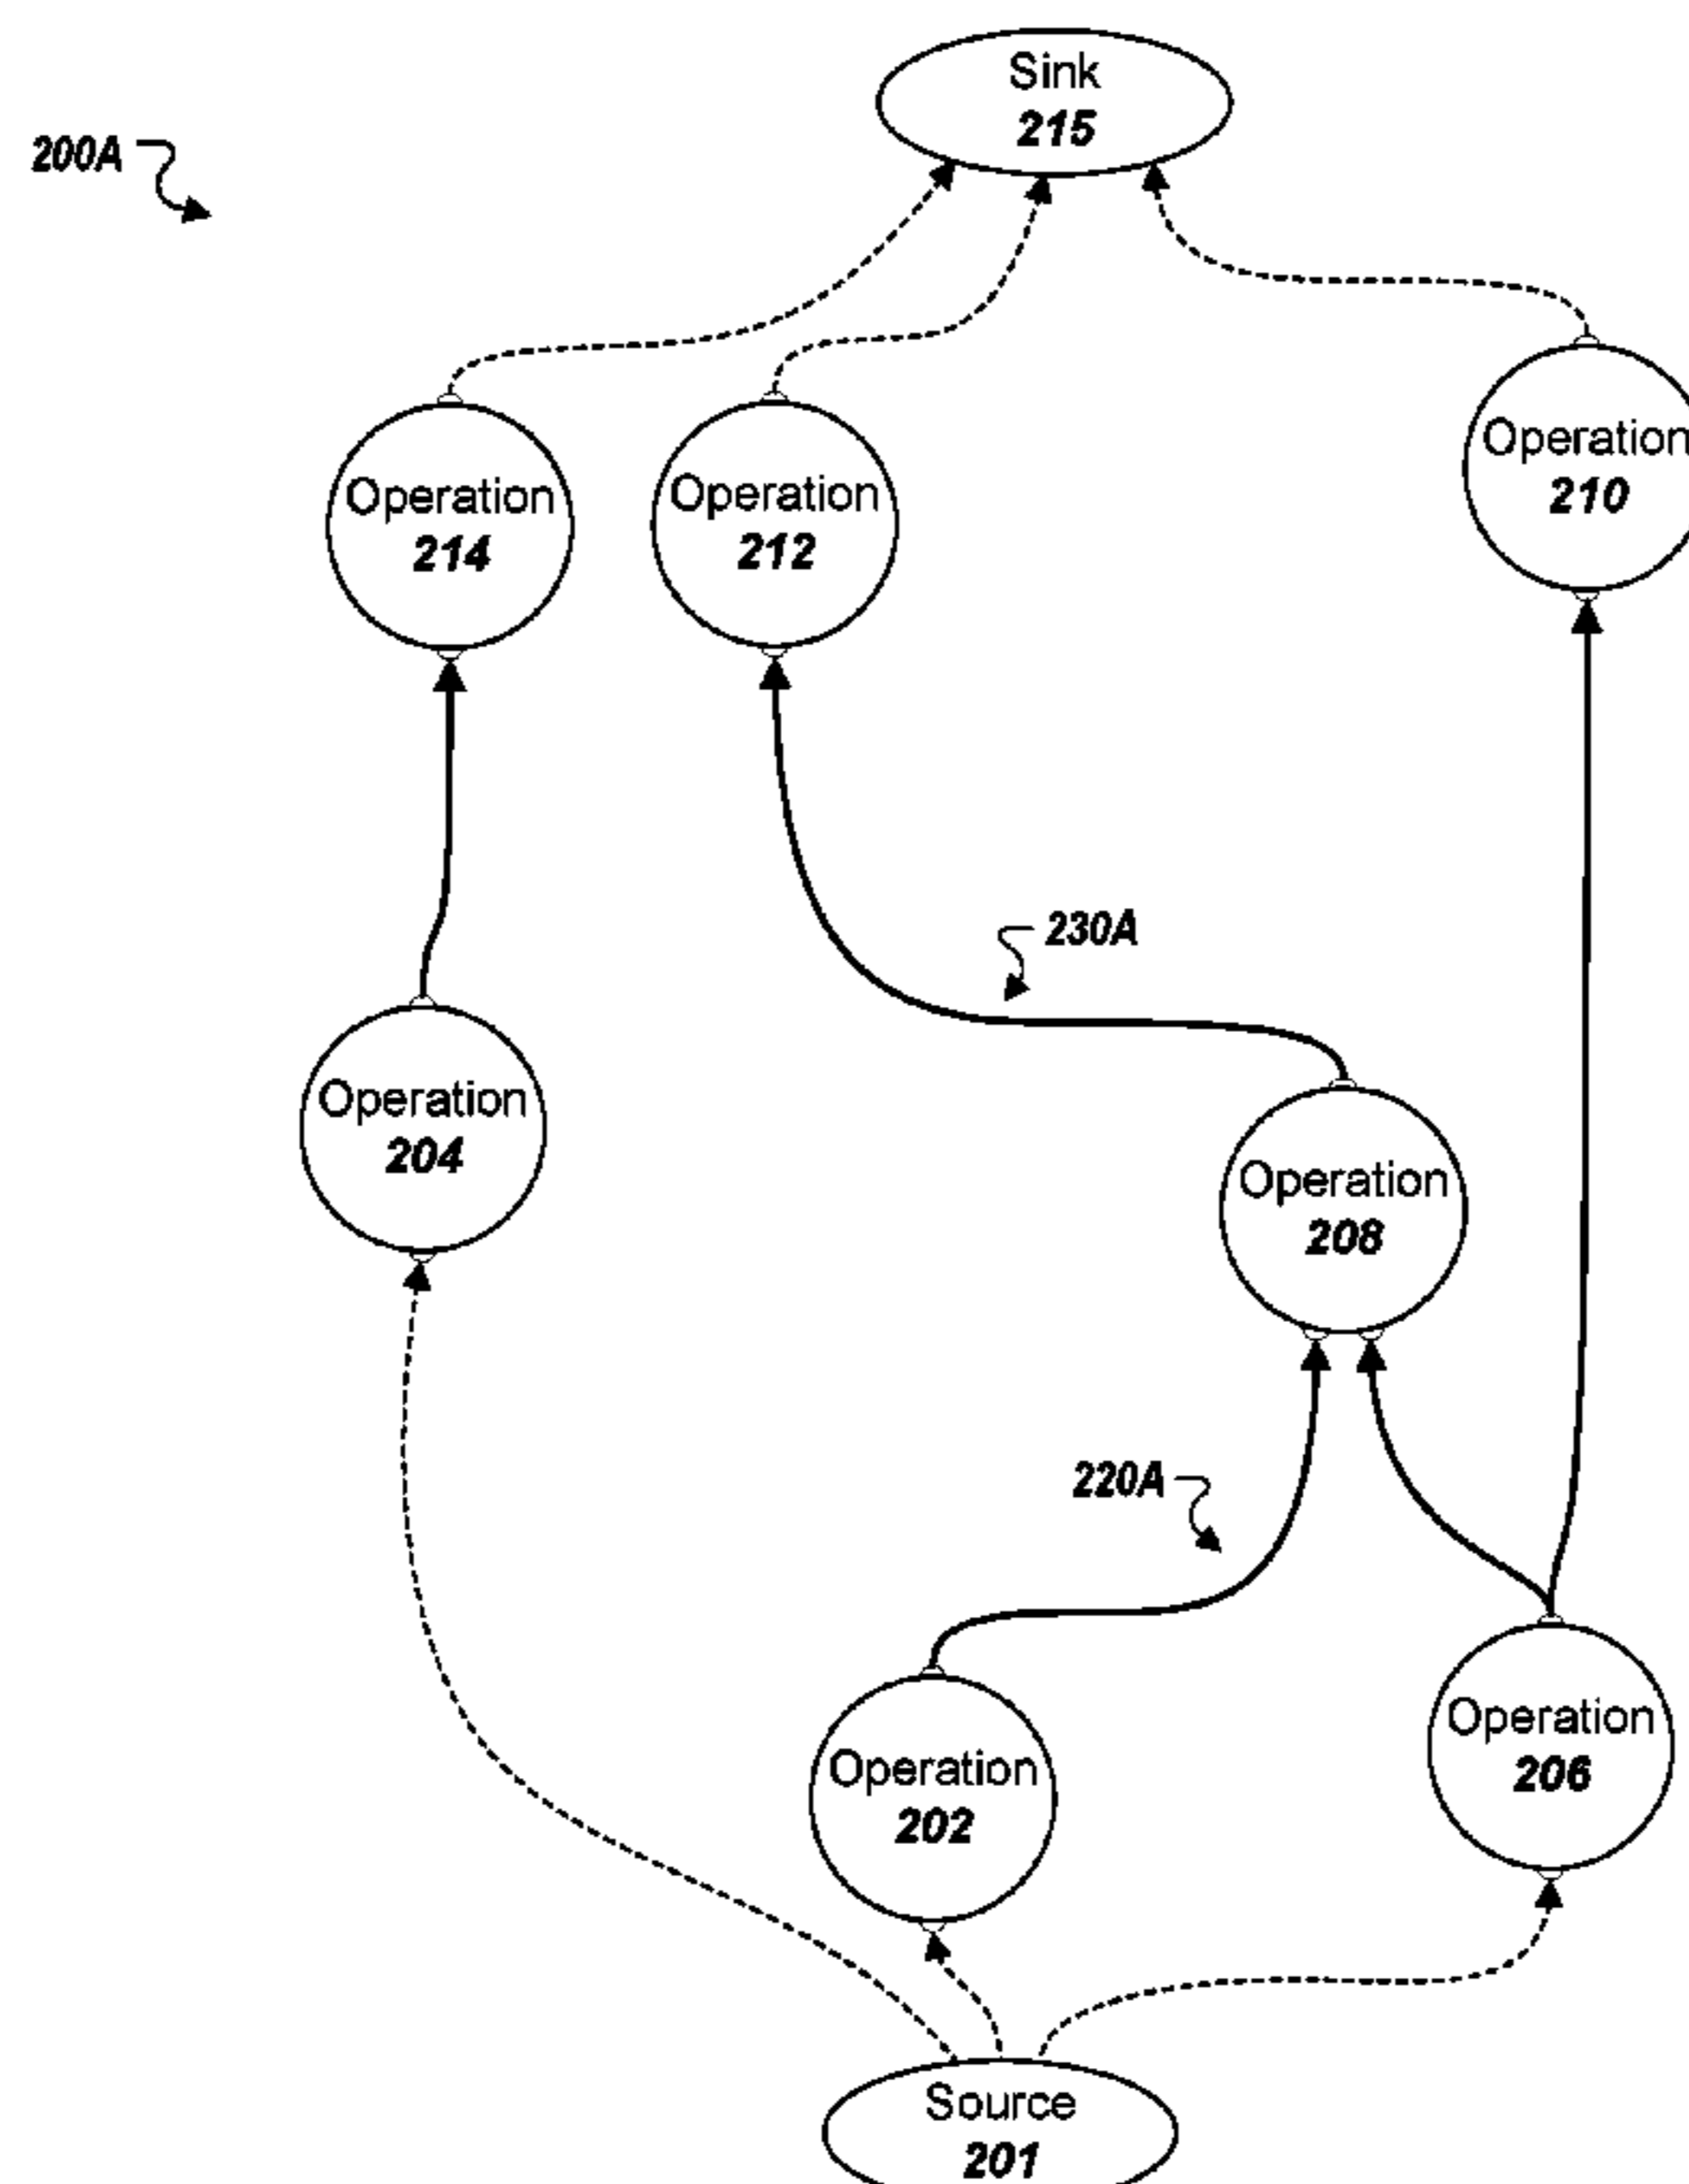 Sink
215
200A
Operation
210
Operation
214
Operation
212
230A
Operation
204
Operation
208
220A
Operation
206
Operation
202
Source
201